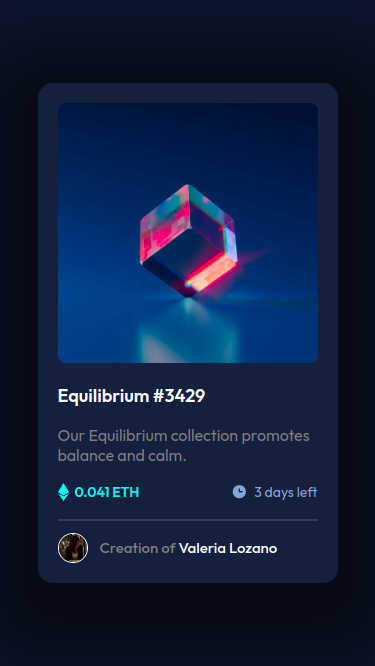 Equilibrium #3429
Our Equilibrium collection promotes
balance and calm.
0.041 ETH
3 days left
Creation of Valeria Lozano